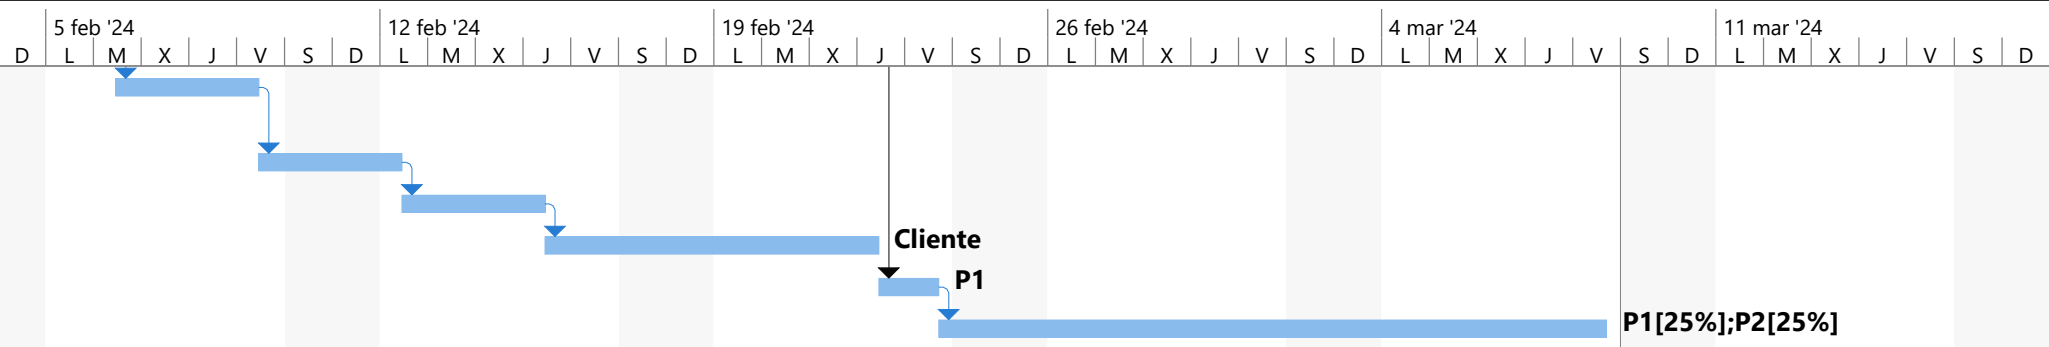 5 feb '24 12 feb '24 19 feb '24 26 feb '24 4 mar '24 11 mar '24
D L M X J V S D L M X J V S D L M X J V S D L M X J V S D L M X J V S D L M X J V S D
Cliente
P1
P1[25%];P2[25%]